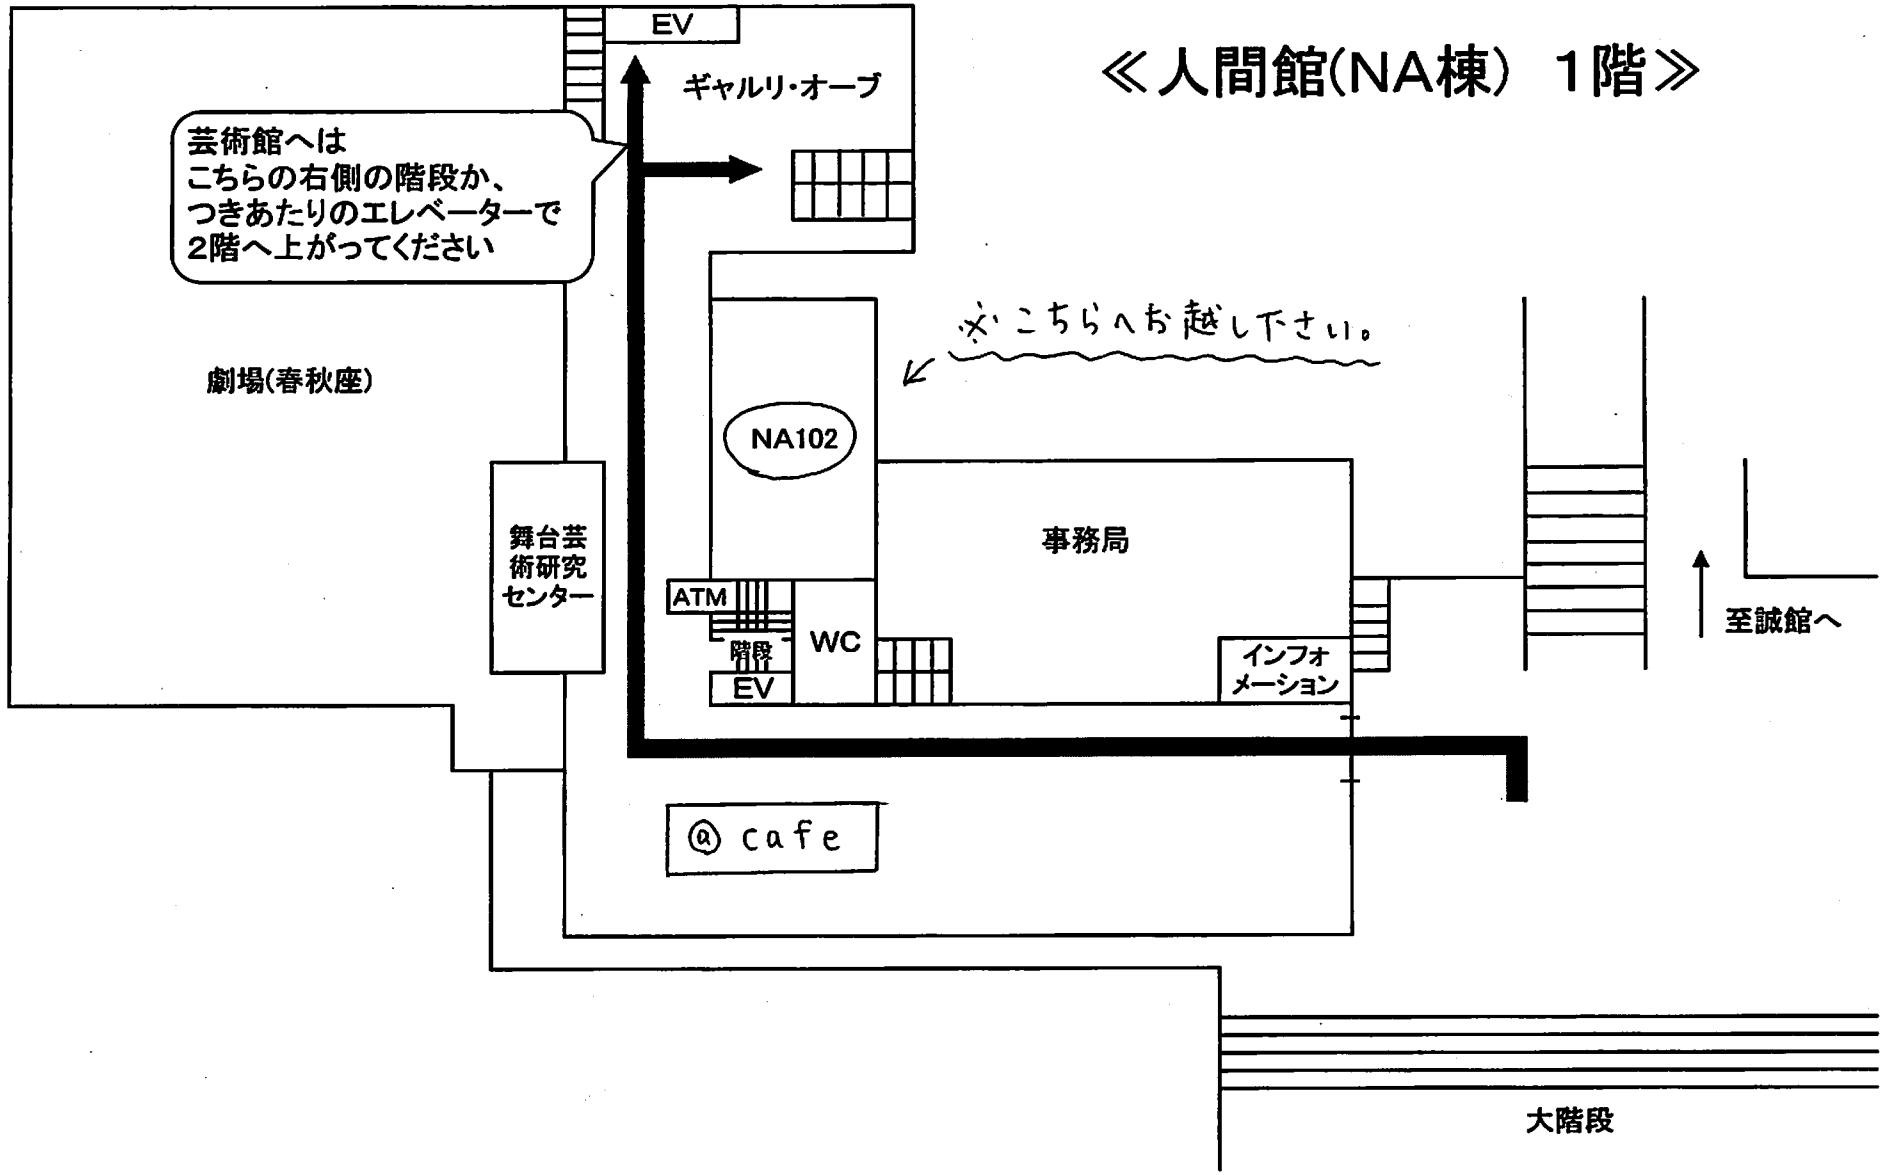 EV
≪人間館(NA棟) 1階≫
ギャルリ・オーブ
芸術館へは
こちらの右側の階段か、
つきあたりのエレベーターで
2階へ上がってください
※こちらへお越し下さい。
劇場(春秋座)
NA102
舞台芸
術研究
センター
事務局
ATM
階段
WC
EV
インフォ
メーション
至誠館へ
@ cafe
大階段